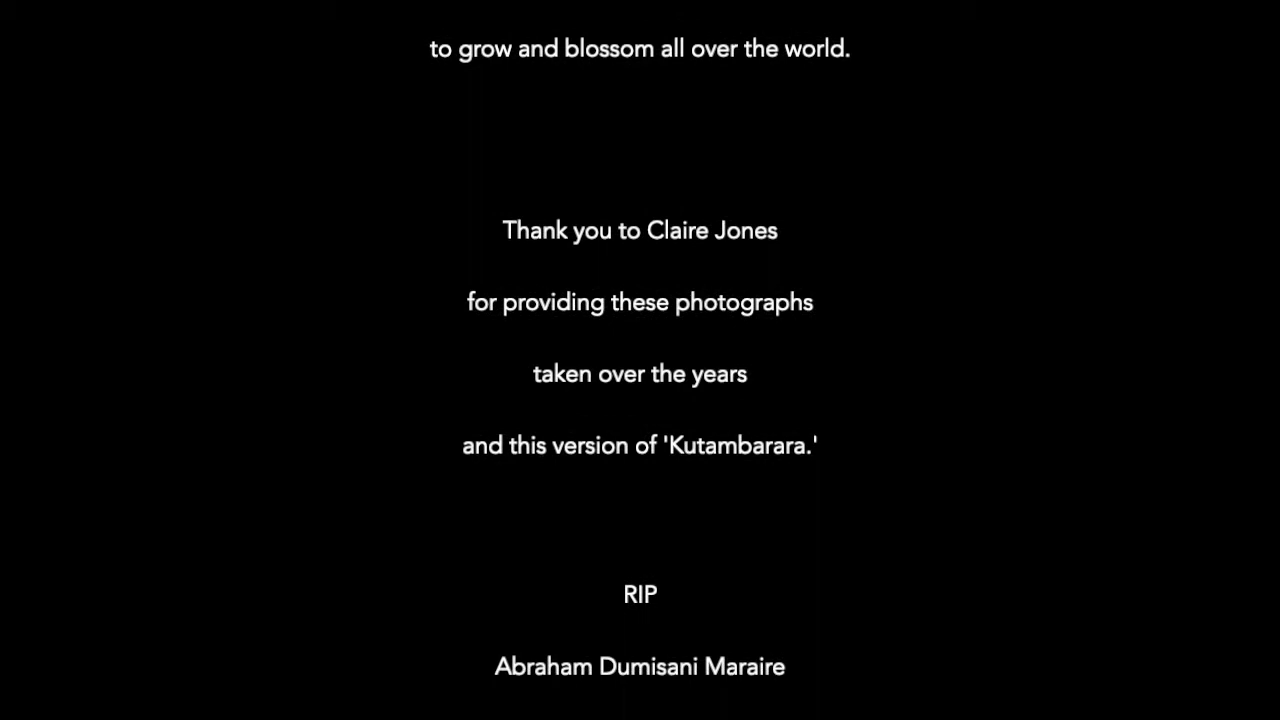 to grow and blossom all over the world.
Thank you to Claire Jones
for providing these photographs
taken over the years
and this version of 'Kutambarara.'
RIP
Abraham Dumisani Maraire